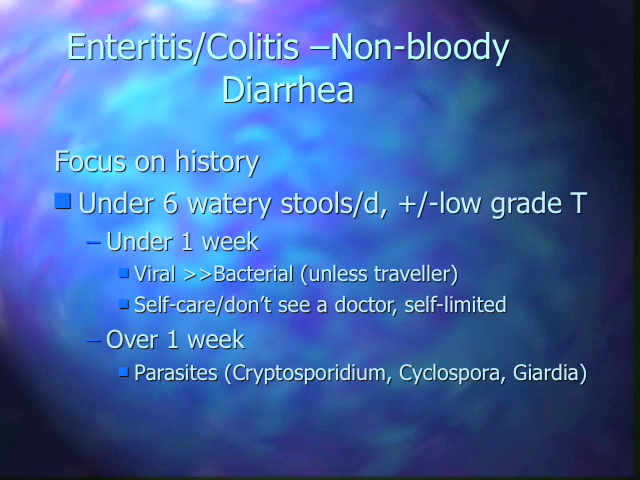 Enteritis/Colitis –Non-bloody
Diarrhea
Focus on history
Under 6 watery stools/d, +/-low grade T
– Under 1 week
Viral >>Bacterial (unless traveller)
Self-care/don't see a doctor, self-limited
– Over 1 week
Parasites (Cryptosporidium, Cyclospora, Giardia)